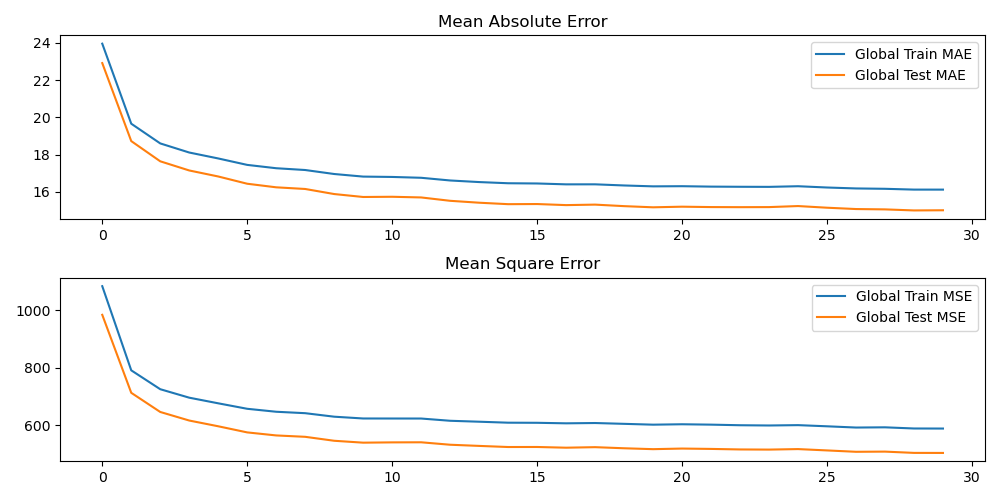 Mean Absolute Error
24
22
20
18
16
Global Train MAE
Global Test MAE
0 5 10 15 20 25 30
Mean Square Error
1000
800
600
Global Train MSE
Global Test MSE
0 5 10 15 20 25 30